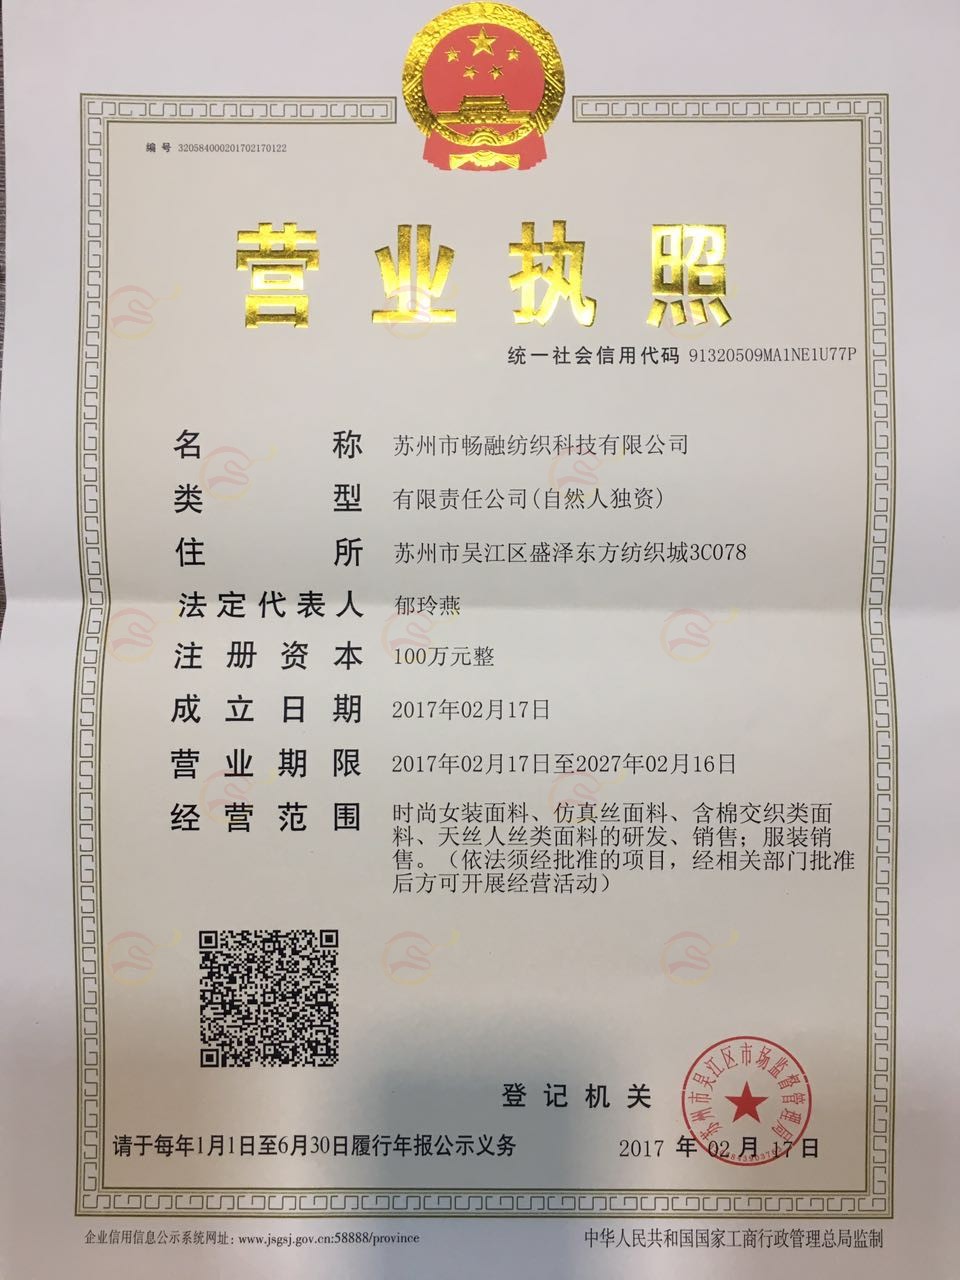 编号 320584000201702170122
营业执照
统一社会信用代码 91320509MA1NE1U77P
名称 苏州市畅融纺织科技有限公司
类型 有限责任公司(自然人独资)
住所 苏州市吴江区盛泽东方纺织城3C078
法定代表人 郁玲燕
注册资本 100万元整
成立日期 2017年02月17日
营业期限 2017年02月17日至2027年02月16日
经营范围 时尚女装面料、仿真丝面料、含棉交织类面
料、天丝人丝类面料的研发、销售；服装销
售。（依法须经批准的项目，经相关部门批准
后方可开展经营活动）
登记机关
苏州市吴江区市场监督管理局
请于每年1月1日至6月30日履行年报公示义务
2017 年 02 月 17 日
企业信用信息公示系统网址：www.jsgsj.gov.cn:58888/province
中华人民共和国国家工商行政管理总局监制